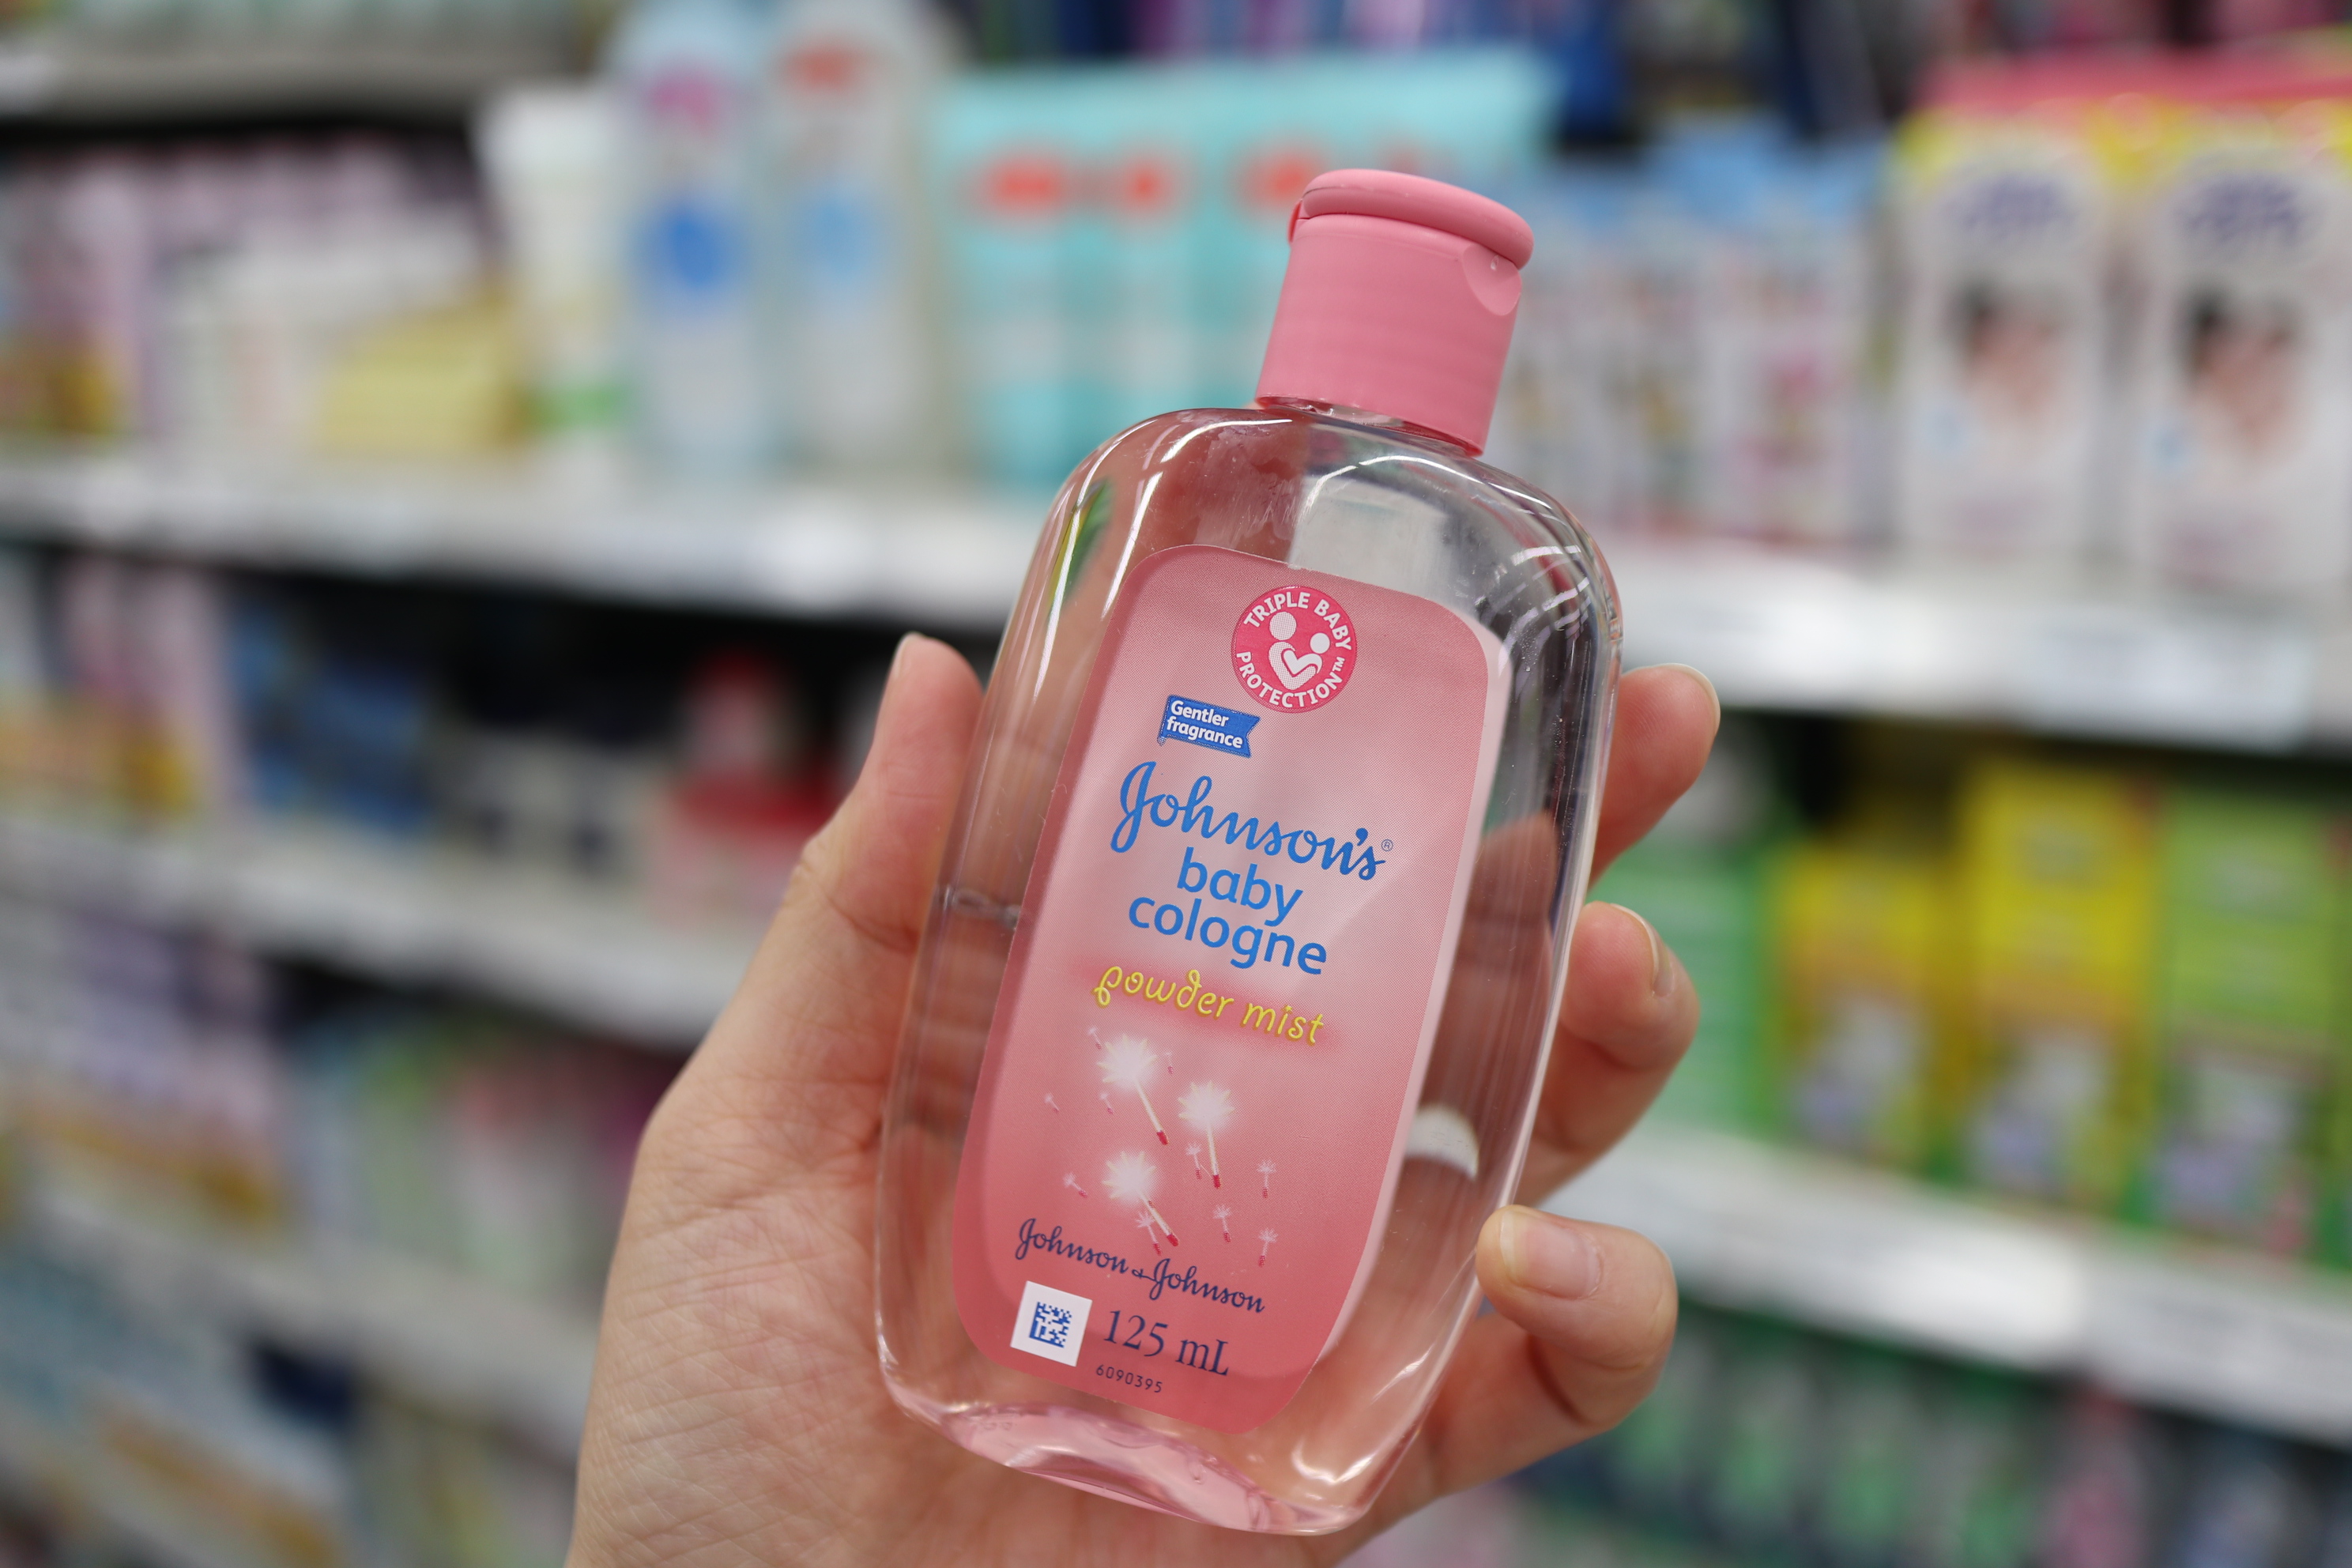 TRIPLE BABY
PROTECTION™
Gentler
fragrance
Johnson's®
baby
cologne
powder mist
Johnson & Johnson
125 mL
6090395